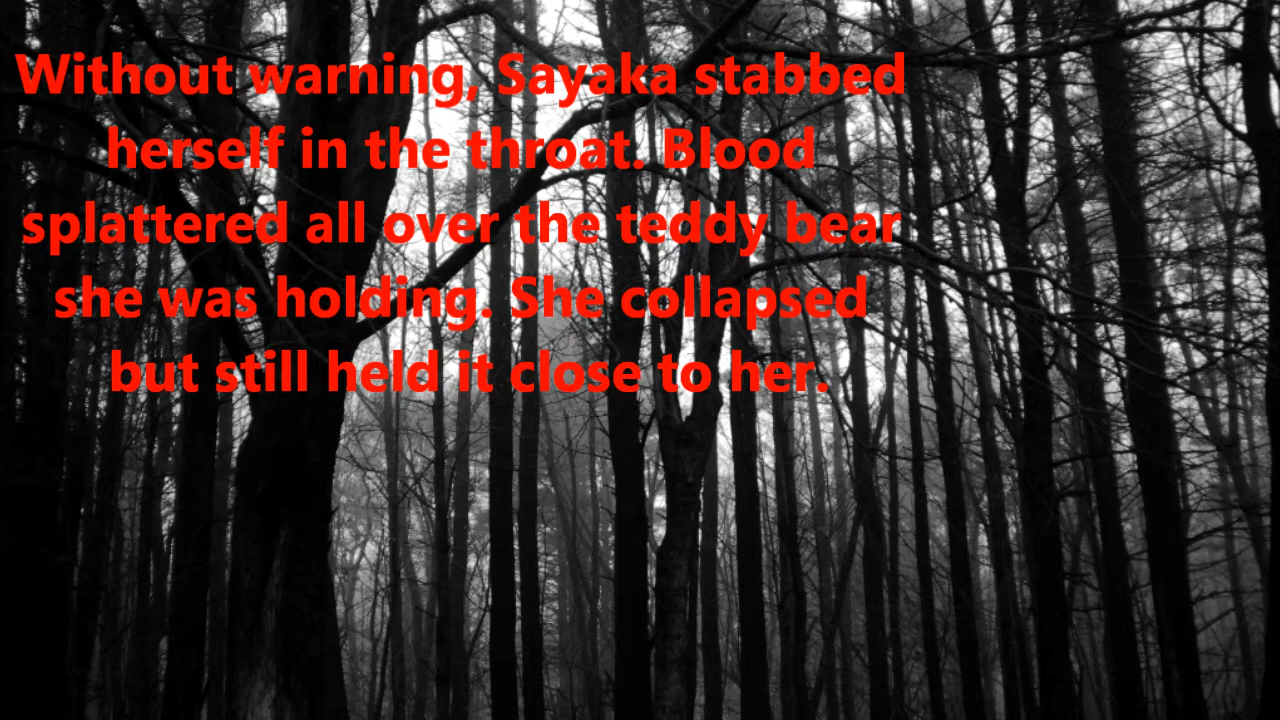 Without warning, Sayaka stabbed
herself in the throat. Blood
splattered all over the teddy bear
she was holding. She collapsed
but still held it close to her.